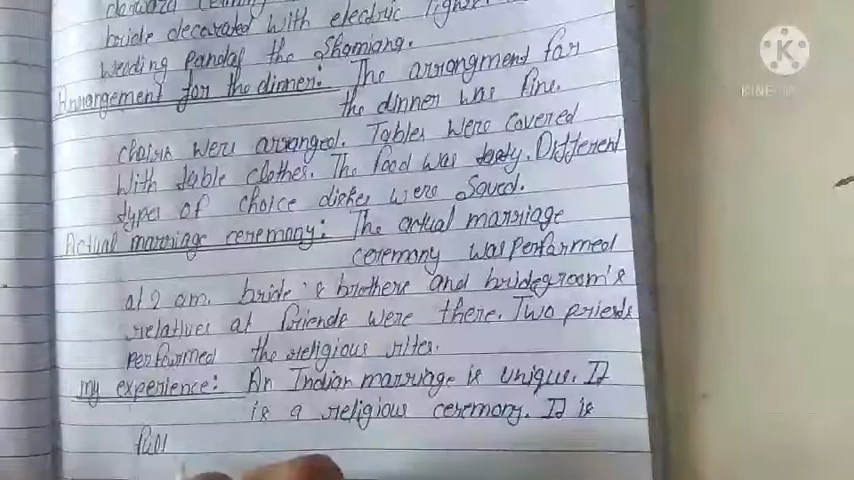 bride decorated with electric light
wending pandal the Shomiang.
Arrangement for the dinner: The arrangment for
the dinner was fine.
chairs were arranged. Tables were covered
With table clothes. The food was tasty. Different
types of choice dishes were Soued.
Actual marriage ceremony: The actual marriage
ceremony was performed
at 2 am. bride's brothers and bridegroom's
relatives at friends were there. Two priests
performed the religious rites.
my experience: An Indian marriage is unique. It
is a religious ceremony. It is
full
K
KINE